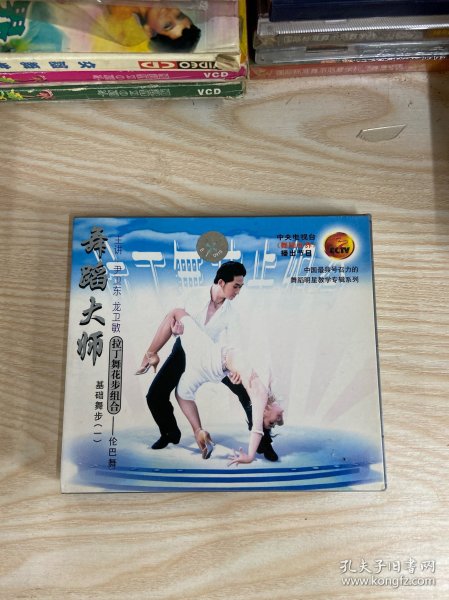 VIDEO CD
VCD
VCD
舞蹈大师
主讲 尹卫东 龙卫敏
拉丁舞花步组合——伦巴舞
基础舞步(一)
中央电视台
播出节目
CCTV
中国最具号召力的
舞蹈明星教学专辑系列
孔夫子旧书网
www.kongfz.com